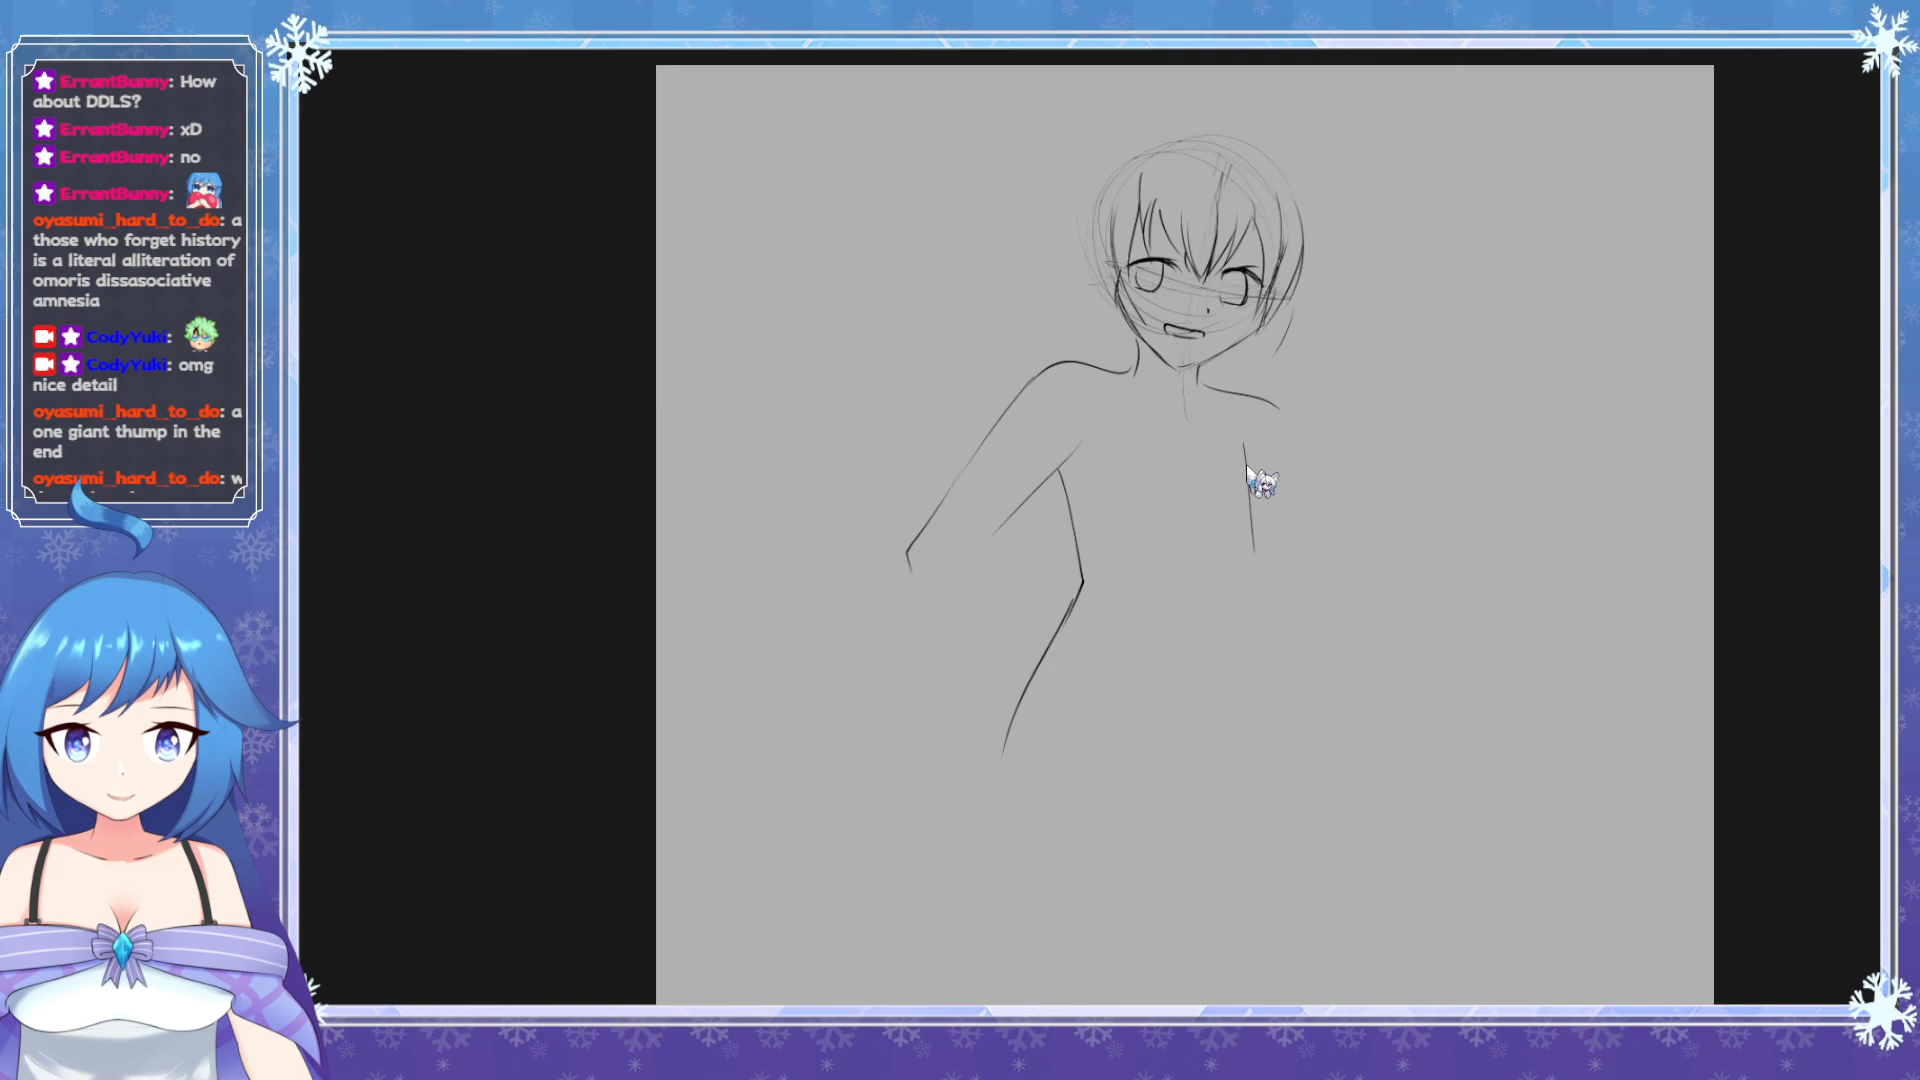 ErrantBunny: How
about DDLS?
ErrantBunny: xD
ErrantBunny: no
ErrantBunny:
oyasumi_hard_to_do: a
those who forget history
is a literal alliteration of
omoris dissasociative
amnesia
CodyYuki:
CodyYuki: omg
nice detail
oyasumi_hard_to_do: a
one giant thump in the
end
oyasumi_hard_to_do: w